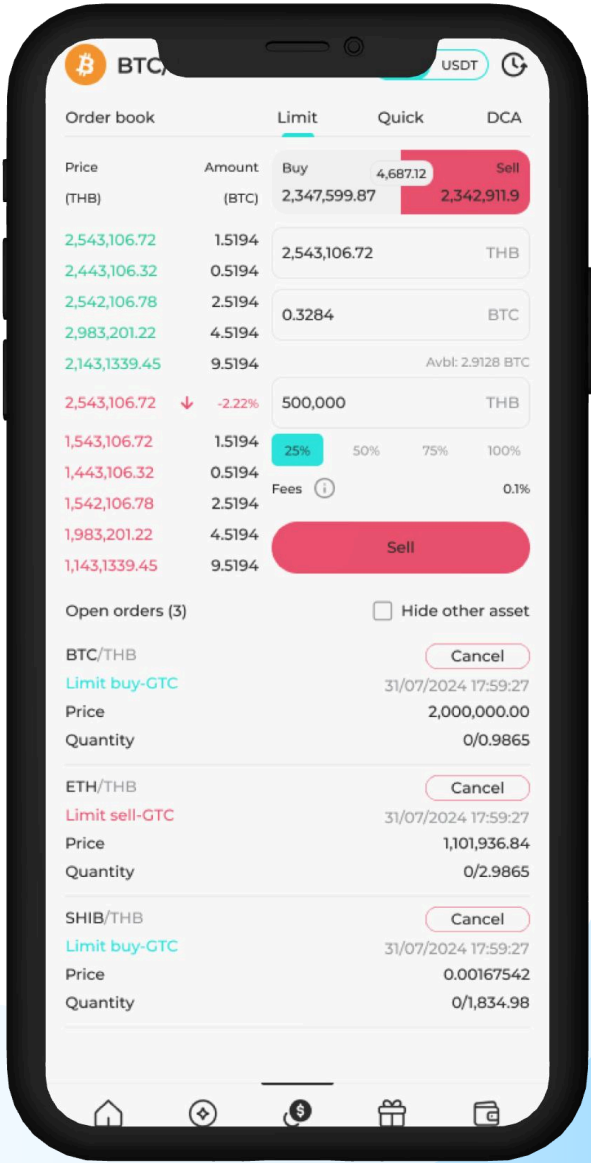 BTC/
USDT
Order book
Limit
Quick
DCA
Price
(THB)
Amount
(BTC)
Buy
2,347,599.87
4,687.12
Sell
2,342,911.9
2,543,106.72 1.5194
2,443,106.32 0.5194
2,542,106.78 2.5194
2,983,201.22 4.5194
2,143,1339.45 9.5194
2,543,106.72 ↓ -2.22%
1,543,106.72 1.5194
1,443,106.32 0.5194
1,542,106.78 2.5194
1,983,201.22 4.5194
1,143,1339.45 9.5194
2,543,106.72 THB
0.3284 BTC
Avbl: 2.9128 BTC
500,000 THB
25% 50% 75% 100%
Fees i 0.1%
Sell
Open orders (3)
Hide other asset
BTC/THB Cancel
Limit buy-GTC 31/07/2024 17:59:27
Price 2,000,000.00
Quantity 0/0.9865
ETH/THB Cancel
Limit sell-GTC 31/07/2024 17:59:27
Price 1,101,936.84
Quantity 0/2.9865
SHIB/THB Cancel
Limit buy-GTC 31/07/2024 17:59:27
Price 0.00167542
Quantity 0/1,834.98